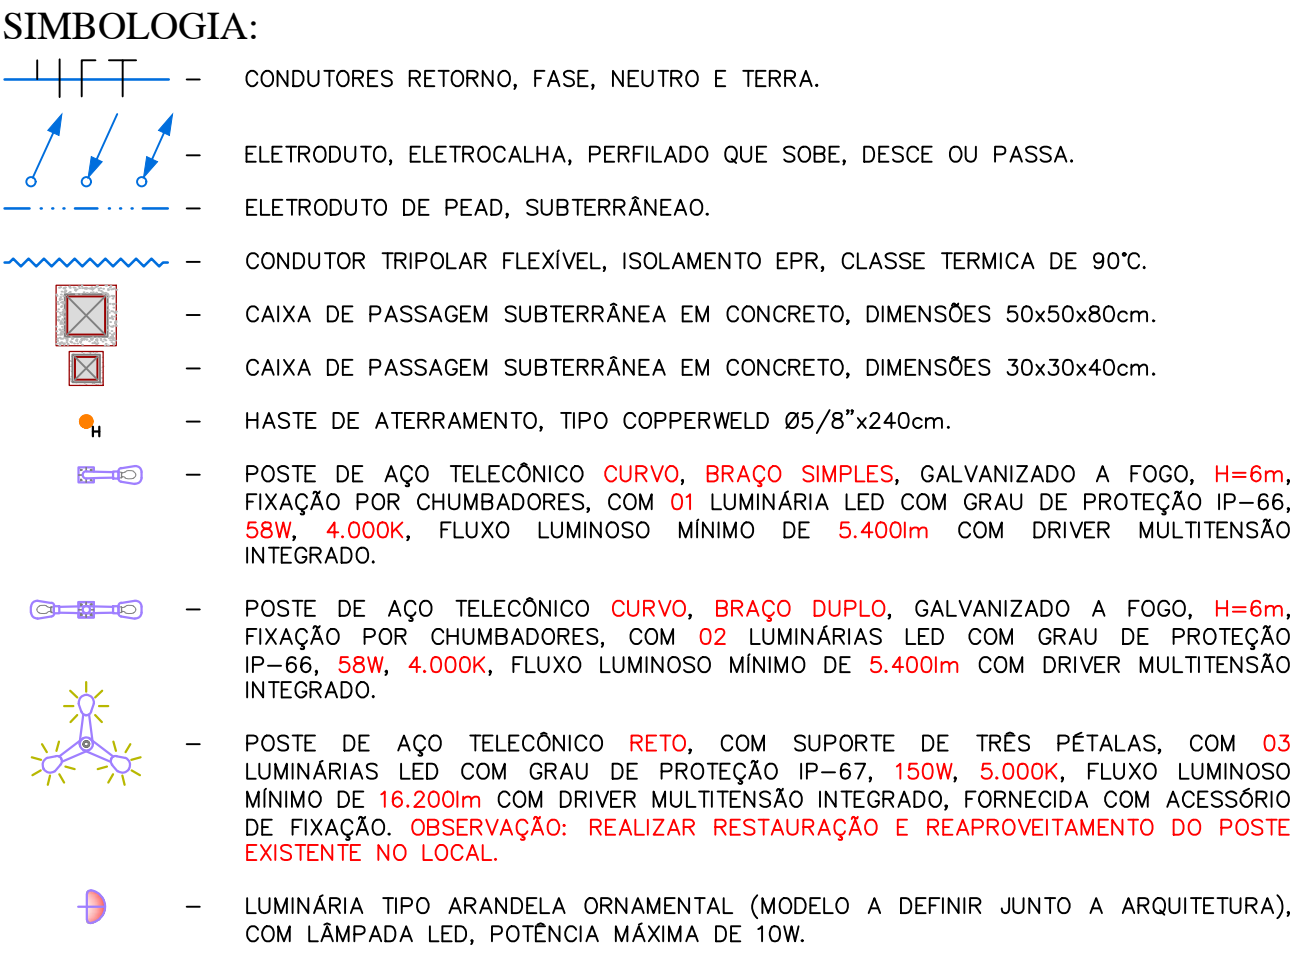 SIMBOLOGIA:
– CONDUTORES RETORNO, FASE, NEUTRO E TERRA.
– ELETRODUTO, ELETROCALHA, PERFILADO QUE SOBE, DESCE OU PASSA.
– ELETRODUTO DE PEAD, SUBTERRÂNEAO.
– CONDUTOR TRIPOLAR FLEXÍVEL, ISOLAMENTO EPR, CLASSE TERMICA DE 90°C.
– CAIXA DE PASSAGEM SUBTERRÂNEA EM CONCRETO, DIMENSÕES 50x50x80cm.
– CAIXA DE PASSAGEM SUBTERRÂNEA EM CONCRETO, DIMENSÕES 30x30x40cm.
H – HASTE DE ATERRAMENTO, TIPO COPPERWELD Ø5/8"x240cm.
– POSTE DE AÇO TELECÔNICO CURVO, BRAÇO SIMPLES, GALVANIZADO A FOGO, H=6m,
FIXAÇÃO POR CHUMBADORES, COM 01 LUMINÁRIA LED COM GRAU DE PROTEÇÃO IP–66,
58W, 4.000K, FLUXO LUMINOSO MÍNIMO DE 5.400lm COM DRIVER MULTITENSÃO
INTEGRADO.
– POSTE DE AÇO TELECÔNICO CURVO, BRAÇO DUPLO, GALVANIZADO A FOGO, H=6m,
FIXAÇÃO POR CHUMBADORES, COM 02 LUMINÁRIAS LED COM GRAU DE PROTEÇÃO
IP–66, 58W, 4.000K, FLUXO LUMINOSO MÍNIMO DE 5.400lm COM DRIVER MULTITENSÃO
INTEGRADO.
– POSTE DE AÇO TELECÔNICO RETO, COM SUPORTE DE TRÊS PÉTALAS, COM 03
LUMINÁRIAS LED COM GRAU DE PROTEÇÃO IP–67, 150W, 5.000K, FLUXO LUMINOSO
MÍNIMO DE 16.200lm COM DRIVER MULTITENSÃO INTEGRADO, FORNECIDA COM ACESSÓRIO
DE FIXAÇÃO. OBSERVAÇÃO: REALIZAR RESTAURAÇÃO E REAPROVEITAMENTO DO POSTE
EXISTENTE NO LOCAL.
– LUMINÁRIA TIPO ARANDELA ORNAMENTAL (MODELO A DEFINIR JUNTO A ARQUITETURA),
COM LÂMPADA LED, POTÊNCIA MÁXIMA DE 10W.